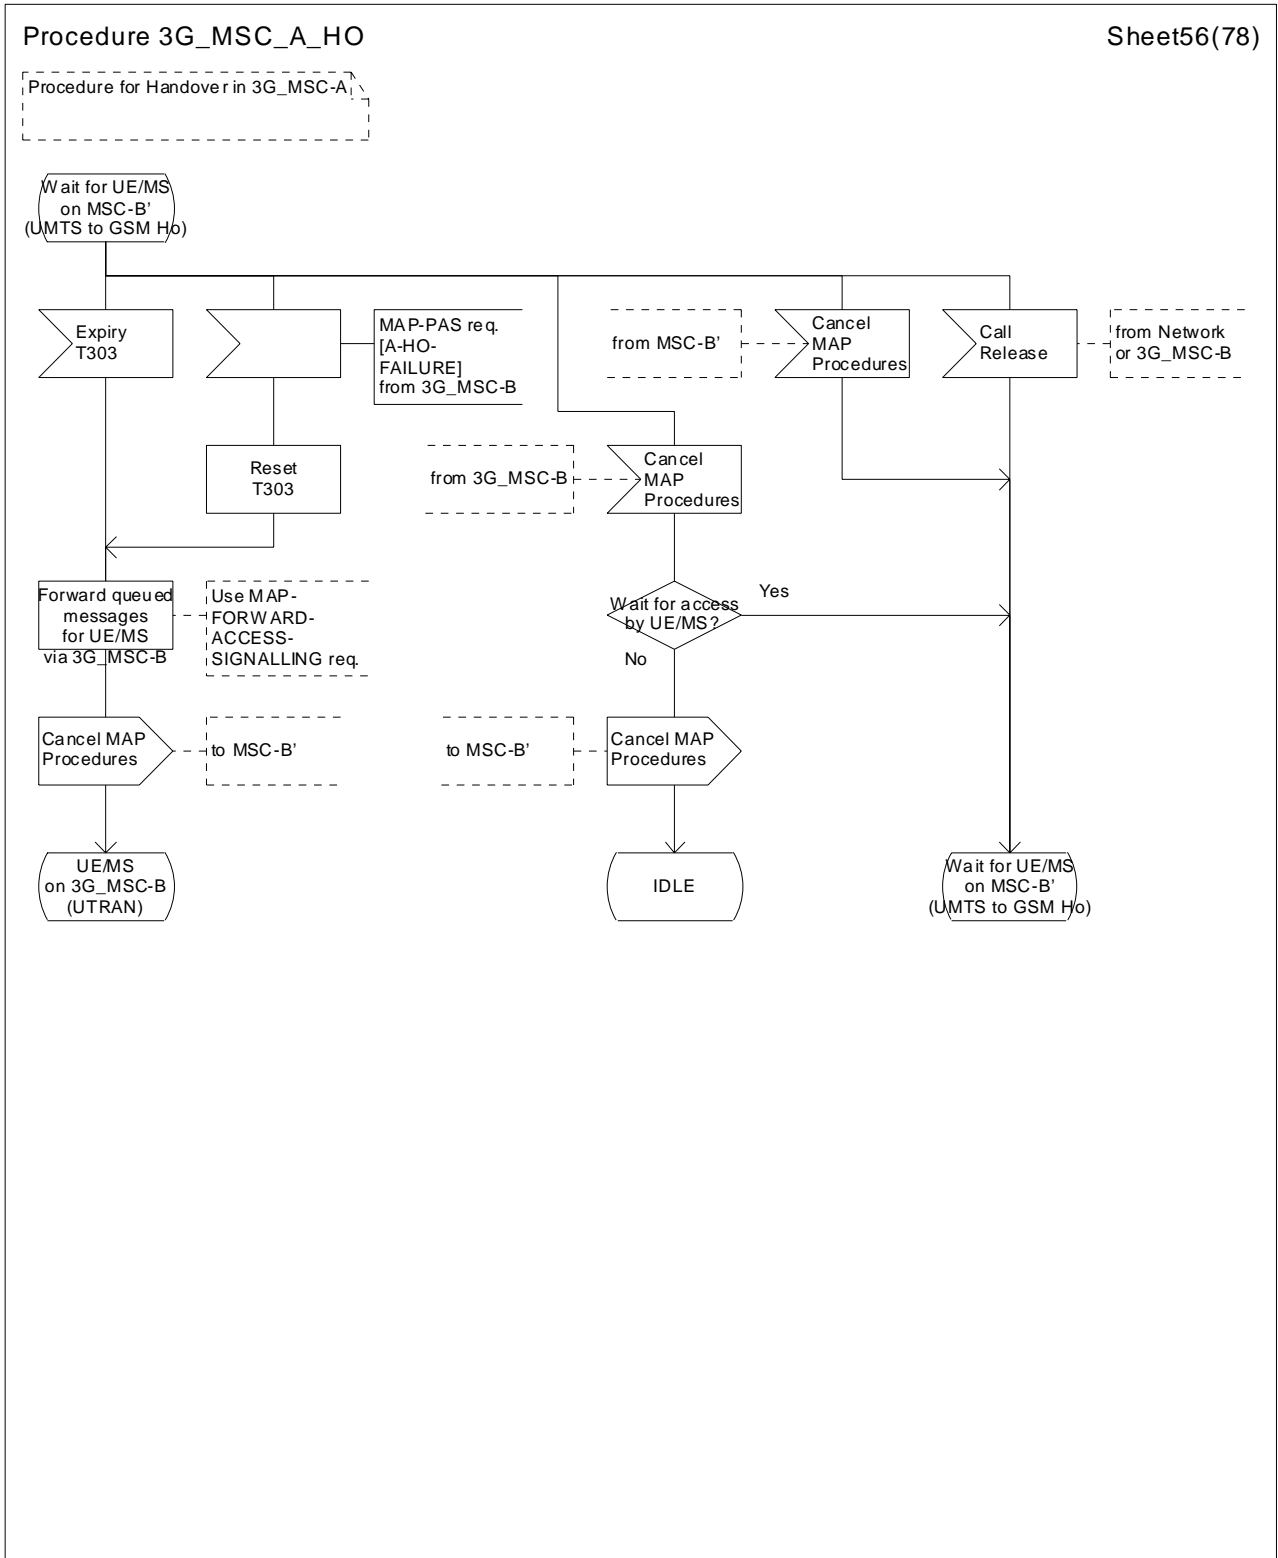 Procedure 3G_MSC_A_HO
Sheet56(78)
Procedure for Handover in 3G_MSC-A
Wait for UE/MS
on MSC-B'
(UMTS to GSM Ho)
Expiry
T303
MAP-PAS req.
[A-HO-
FAILURE]
from 3G_MSC-B
from MSC-B'
Cancel
MAP
Procedures
Call
Release
from Network
or 3G_MSC-B
Reset
T303
from 3G_MSC-B
Cancel
MAP
Procedures
Forward queued
messages
for UE/MS
via 3G_MSC-B
Use MAP-
FORWARD-
ACCESS-
SIGNALLING req.
Wait for access
by UE/MS?
Yes
No
Cancel MAP
Procedures
to MSC-B'
to MSC-B'
Cancel MAP
Procedures
UE/MS
on 3G_MSC-B
(UTRAN)
IDLE
Wait for UE/MS
on MSC-B'
(UMTS to GSM Ho)